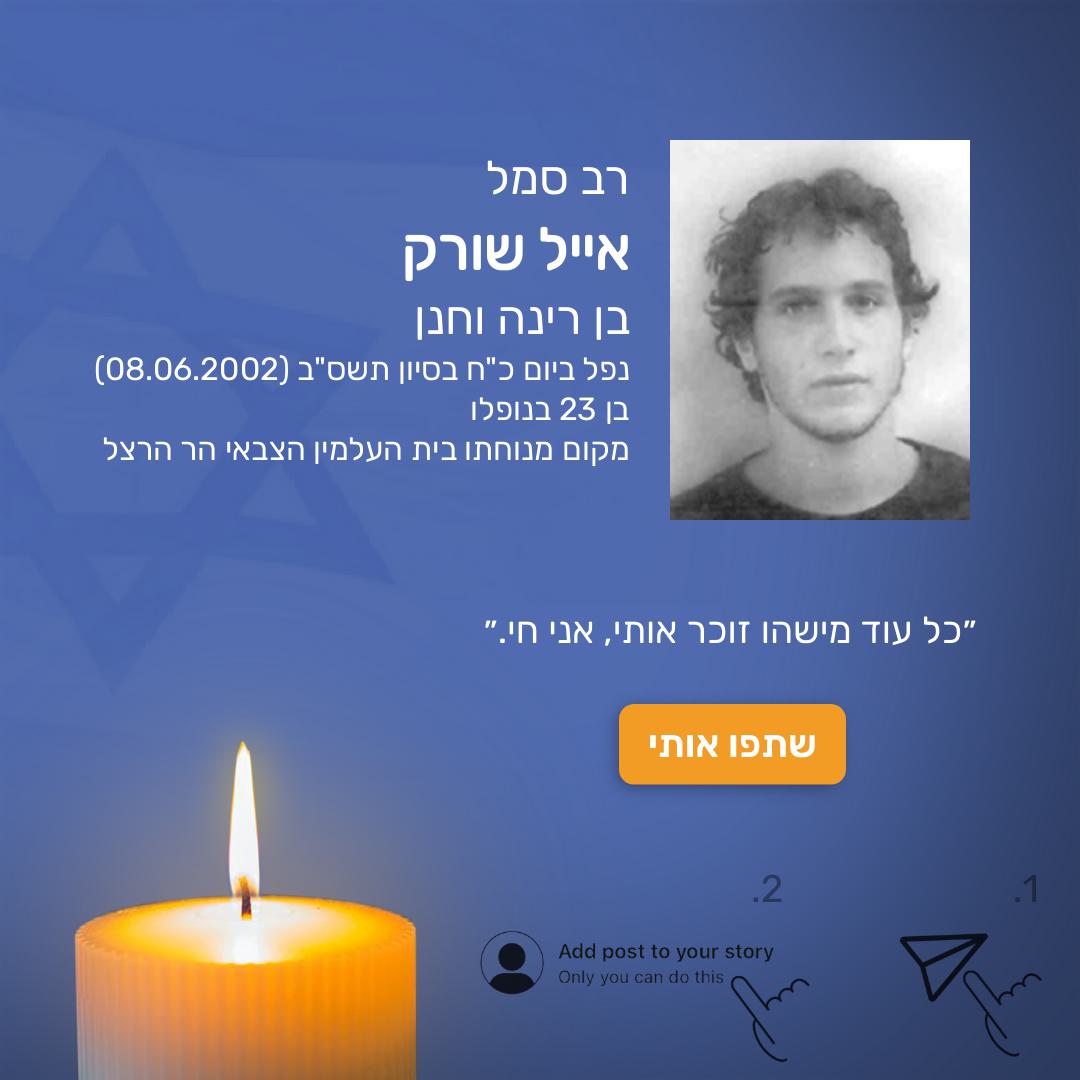 רב סמל
אייל שורק
בן רינה וחנן
נפל ביום כ"ח בסיון תשס"ב (08.06.2002)
בן 23 בנופלו
מקום מנוחתו בית העלמין הצבאי הר הרצל
״כל עוד מישהו זוכר אותי, אני חי.״
שתפו אותי
.1
.2
Add post to your story
Only you can do this